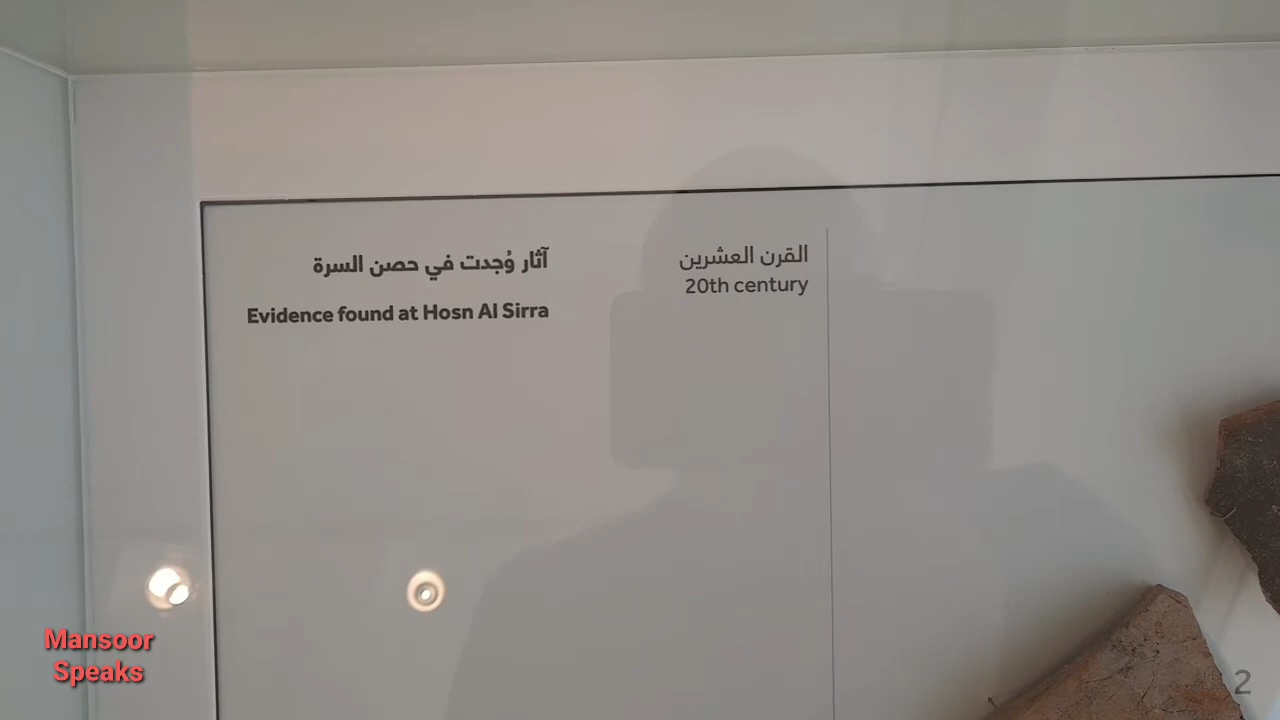 آثار وُجدت في حصن السرة
Evidence found at Hosn Al Sirra
القرن العشرين
20th century
2
Mansoor
Speaks